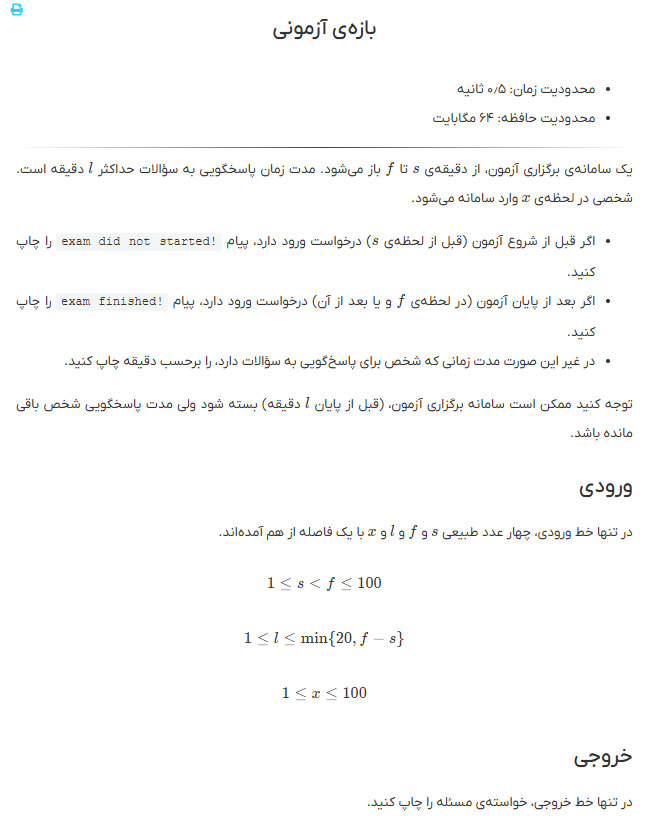 بازه‌ی آزمونی
محدودیت زمان: ۰٫۵ ثانیه
محدودیت حافظه: ۶۴ مگابایت
یک سامانه‌ی برگزاری آزمون، از دقیقه‌ی s تا f باز می‌شود. مدت زمان پاسخگویی به سؤالات حداکثر l دقیقه است.
شخصی در لحظه‌ی x وارد سامانه می‌شود.
اگر قبل از شروع آزمون (قبل از لحظه‌ی s) درخواست ورود دارد، پیام exam did not started! را چاپ
کنید.
اگر بعد از پایان آزمون (در لحظه‌ی f و یا بعد از آن) درخواست ورود دارد، پیام exam finished! را چاپ
کنید.
در غیر این صورت مدت زمانی که شخص برای پاسخ‌گویی به سؤالات دارد، را برحسب دقیقه چاپ کنید.
توجه کنید ممکن است سامانه برگزاری آزمون، (قبل از پایان l دقیقه) بسته شود ولی مدت پاسخگویی شخص باقی
مانده باشد.
ورودی
در تنها خط ورودی، چهار عدد طبیعی s و f و l و x با یک فاصله از هم آمده‌اند.
1 ≤ s < f ≤ 100
1 ≤ l ≤ min{20, f − s}
1 ≤ x ≤ 100
خروجی
در تنها خط خروجی، خواسته‌ی مسئله را چاپ کنید.